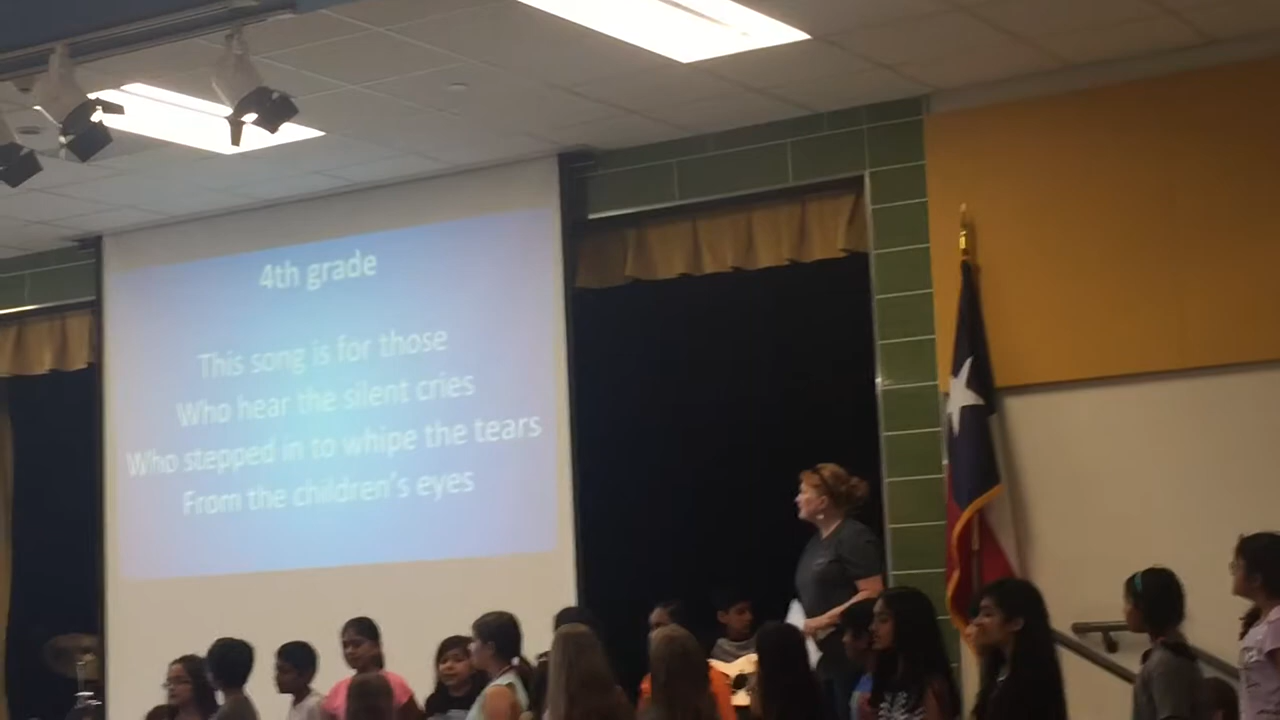 4th grade
This song is for those
Who hear the silent cries
Who stepped in to whipe the tears
From the children's eyes